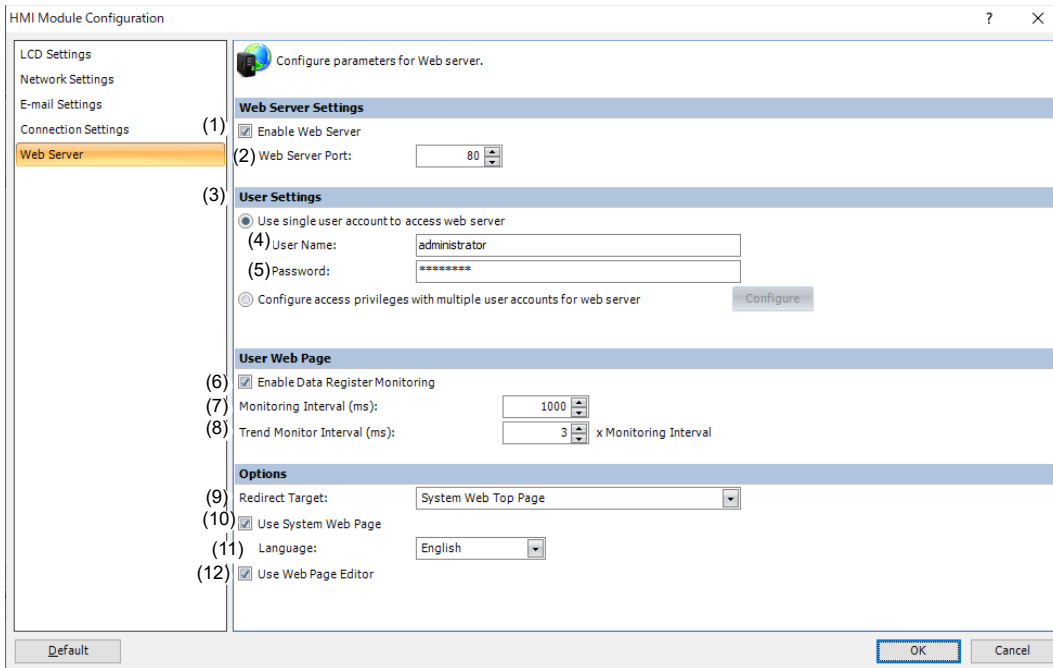 HMI Module Configuration ? X
LCD Settings
Network Settings
E-mail Settings
Connection Settings
Web Server
Configure parameters for Web server.
Web Server Settings
(1) Enable Web Server
(2) Web Server Port: 80
(3) User Settings
Use single user account to access web server
(4) User Name: administrator
(5) Password: ********
Configure access privileges with multiple user accounts for web server Configure
User Web Page
(6) Enable Data Register Monitoring
(7) Monitoring Interval (ms): 1000
(8) Trend Monitor Interval (ms): 3 x Monitoring Interval
Options
(9) Redirect Target: System Web Top Page
(10) Use System Web Page
(11) Language: English
(12) Use Web Page Editor
Default OK Cancel